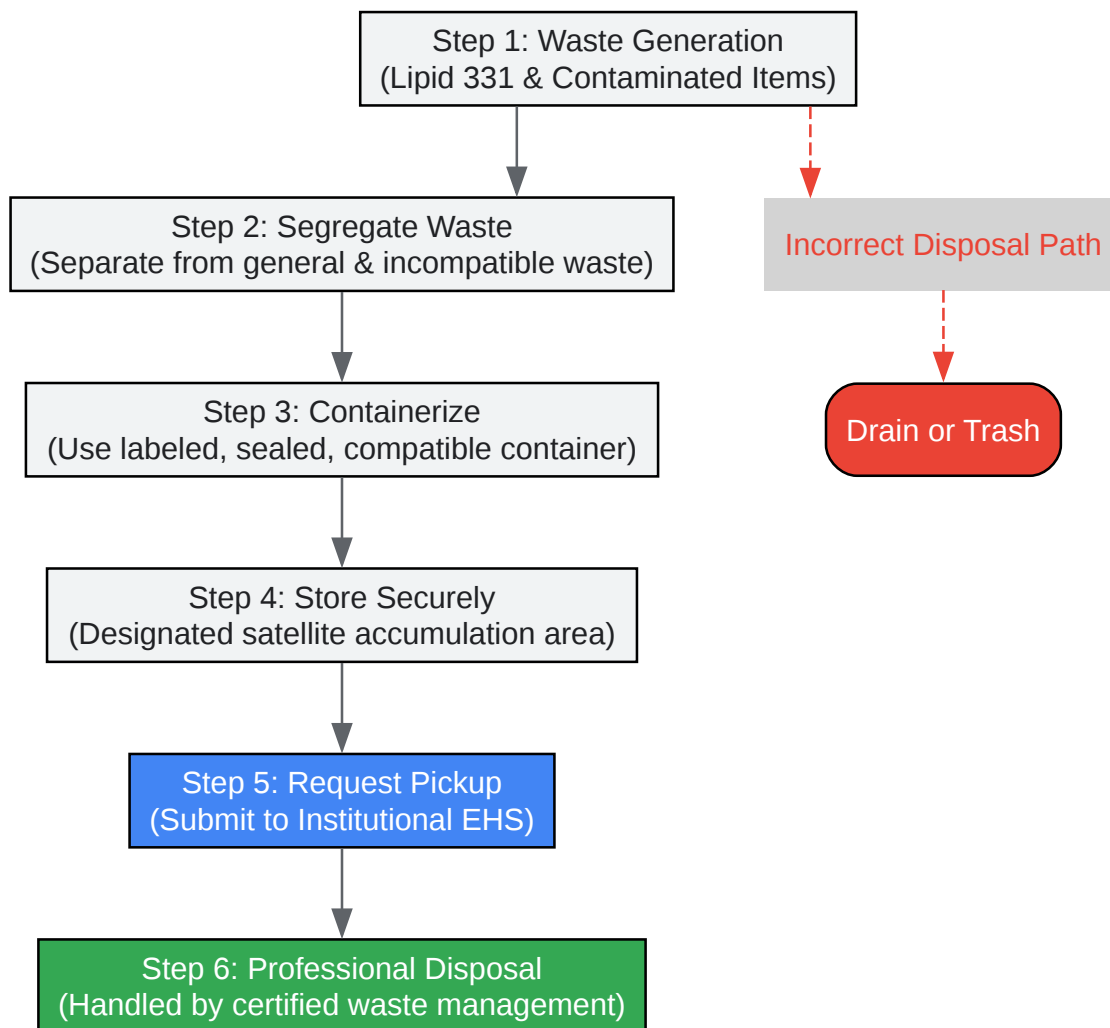 Step 1: Waste Generation
(Lipid 331 & Contaminated Items)
Step 2: Segregate Waste
(Separate from general & incompatible waste)
Incorrect Disposal Path
Step 3: Containerize
(Use labeled, sealed, compatible container)
Drain or Trash
Step 4: Store Securely
(Designated satellite accumulation area)
Step 5: Request Pickup
(Submit to Institutional EHS)
Step 6: Professional Disposal
(Handled by certified waste management)